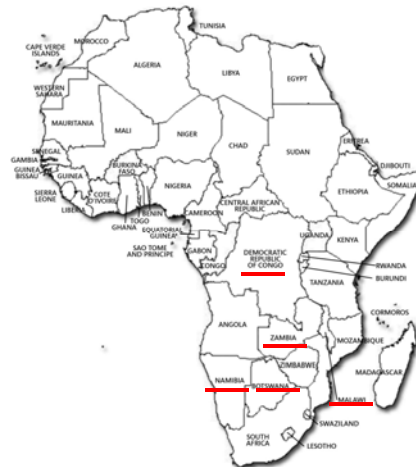 TUNISIA
MOROCCO
CAPE VERDE
ISLANDS
ALGERIA
LIBYA
EGYPT
WESTERN
SAHARA
MAURITANIA
MALI
NIGER
CHAD
SUDAN
ERITREA
DJIBOUTI
SENEGAL
GAMBIA
GUINEA
BISSAU
GUINEA
BURKINA
FASO
SIERRA
LEONE
LIBERIA
COTE
D'IVOIRE
GHANA
TOGO
BENIN
NIGERIA
CAMEROON
CENTRAL AFRICAN
REPUBLIC
ETHIOPIA
SOMALIA
EQUATORIAL
GUINEA
SAO TOME
AND PRINCIPE
GABON
CONGO
DEMOCRATIC
REPUBLIC
OF CONGO
UGANDA
KENYA
RWANDA
BURUNDI
TANZANIA
COMOROS
ANGOLA
ZAMBIA
MOZAMBIQUE
ZIMBABWE
MADAGASCAR
NAMIBIA
BOTSWANA
MALAWI
SWAZILAND
SOUTH
AFRICA
LESOTHO